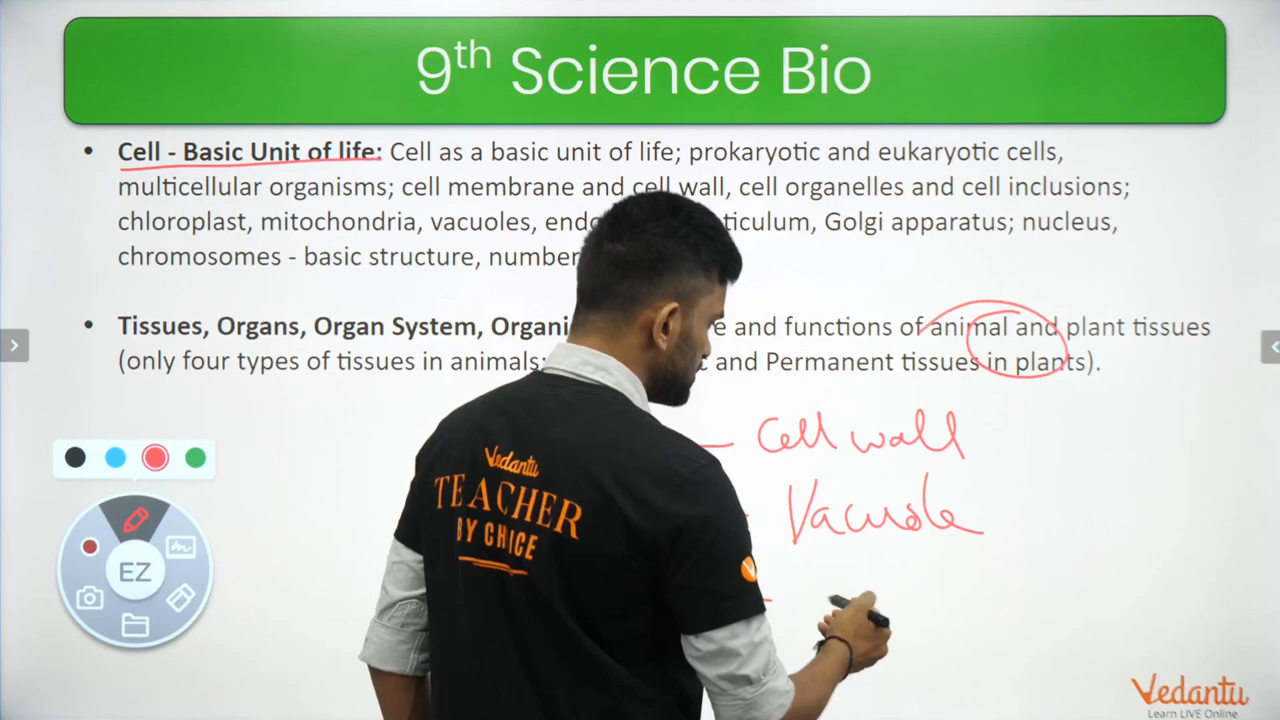 9th Science Bio
• Cell - Basic Unit of life: Cell as a basic unit of life; prokaryotic and eukaryotic cells,
multicellular organisms; cell membrane and cell wall, cell organelles and cell inclusions;
chloroplast, mitochondria, vacuoles, endo ticulum, Golgi apparatus; nucleus,
chromosomes - basic structure, number
• Tissues, Organs, Organ System, Organi e and functions of animal and plant tissues
(only four types of tissues in animals; c and Permanent tissues in plants).
- Cell wall
- Vacuole
-
Vedantu
TEACHER
BY CHOICE
V
EZ
Vedantu
Learn LIVE Online